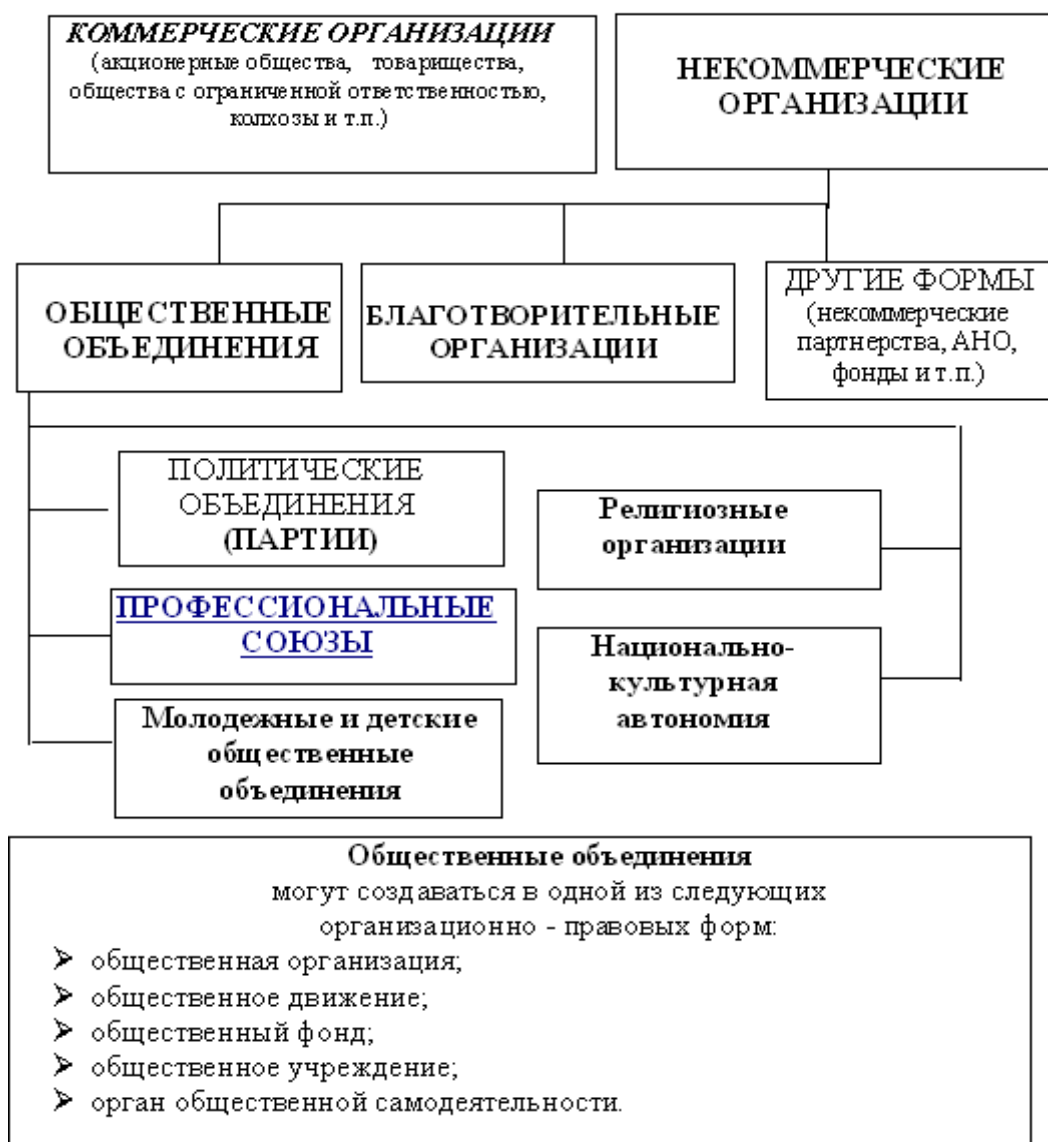 КОММЕРЧЕСКИЕ ОРГАНИЗАЦИИ
(акционерные общества, товарищества,
общества с ограниченной ответственностью,
колхозы и т.п.)
НЕКОММЕРЧЕСКИЕ
ОРГАНИЗАЦИИ
ОБЩЕСТВЕННЫЕ
ОБЪЕДИНЕНИЯ
БЛАГОТВОРИТЕЛЬНЫЕ
ОРГАНИЗАЦИИ
ДРУГИЕ ФОРМЫ
(некоммерческие
партнерства, АНО,
фонды и т.п.)
ПОЛИТИЧЕСКИЕ
ОБЪЕДИНЕНИЯ
(ПАРТИИ)
ПРОФЕССИОНАЛЬНЫЕ
СОЮЗЫ
Молодежные и детские
общественные
объединения
Религиозные
организации
Национально-
культурная
автономия
Общественные объединения
могут создаваться в одной из следующих
организационно - правовых форм:
➢ общественная организация;
➢ общественное движение;
➢ общественный фонд;
➢ общественное учреждение;
➢ орган общественной самодеятельности.